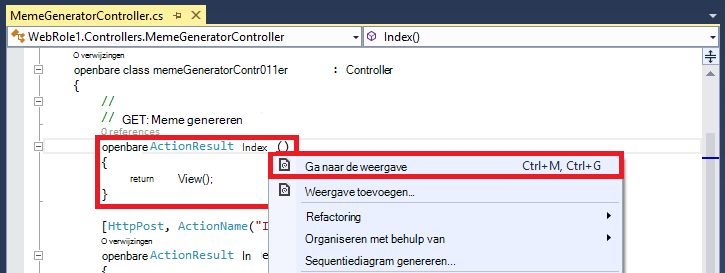 MemeGeneratorController.cs
WebRole1.Controllers.MemeGeneratorController Index()
0 verwijzingen
openbare class memeGeneratorContr011er : Controller
{
//
// GET: Meme genereren
0 references
openbare ActionResult Index ()
{
return View();
}
Ga naar de weergave Ctrl+M, Ctrl+G
Weergave toevoegen...
Refactoring
Organiseren met behulp van
Sequentiediagram genereren...
[HttpPost, ActionName("I
0 verwijzingen
openbare ActionResult In e
{